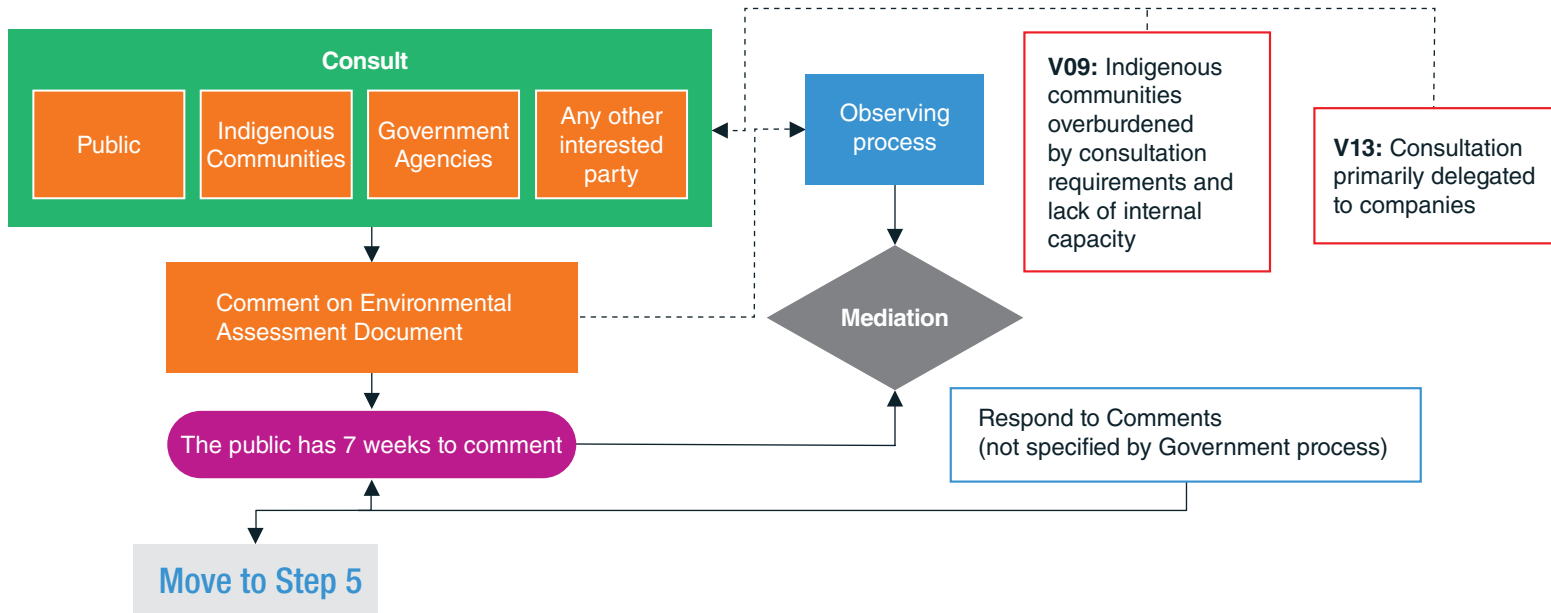 Consult
Public
Indigenous
Communities
Government
Agencies
Any other
interested
party
Observing
process
V09: Indigenous
communities
overburdened
by consultation
requirements and
lack of internal
capacity
V13: Consultation
primarily delegated
to companies
Comment on Environmental
Assessment Document
Mediation
The public has 7 weeks to comment
Respond to Comments
(not specified by Government process)
Move to Step 5